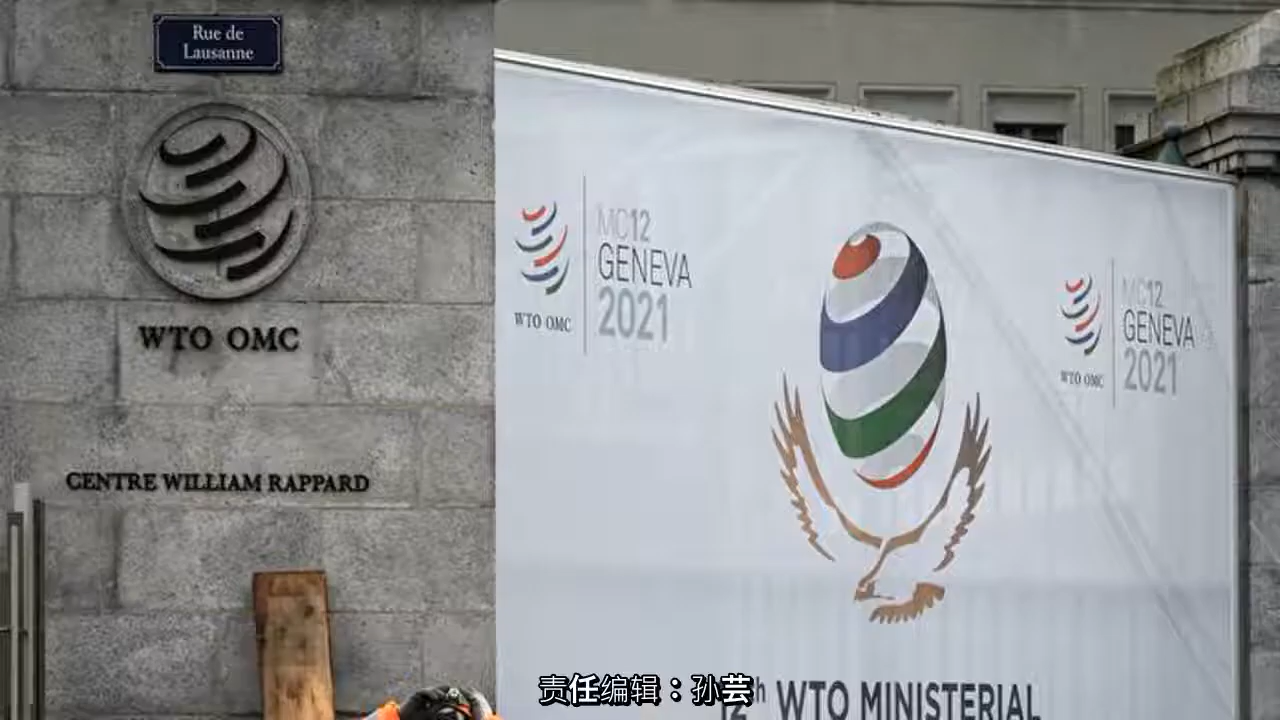 Rue de
Lausanne
WTO OMC
CENTRE WILLIAM RAPPARD
WTO OMC
MC12
GENEVA
2021
WTO OMC
MC12
GENEVA
2021
12th WTO MINISTERIAL
责任编辑：孙芸